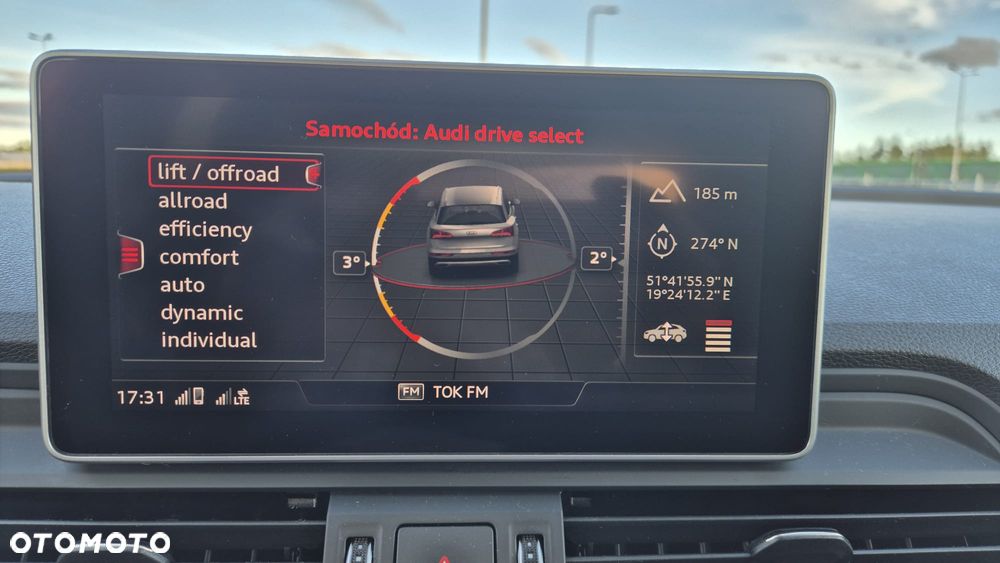 Samochód: Audi drive select
lift / offroad
allroad
efficiency
comfort
auto
dynamic
individual
3°
2°
185 m
N
274° N
51°41'55.9" N
19°24'12.2" E
17:31
LTE
FM TOK FM
OTOMOTO